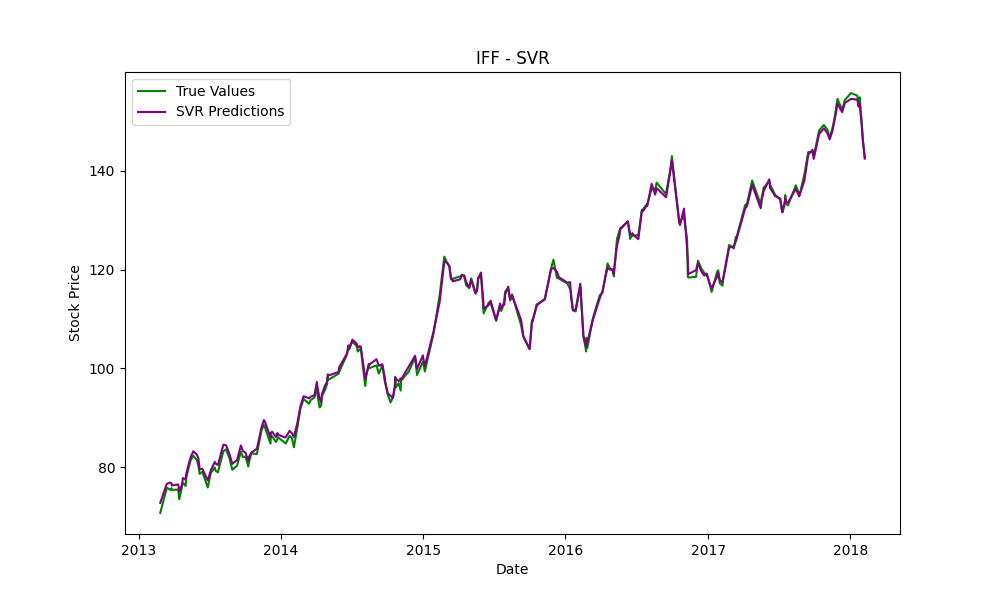 IFF - SVR
True Values
SVR Predictions
Stock Price
140
120
100
80
2013 2014 2015 2016 2017 2018
Date